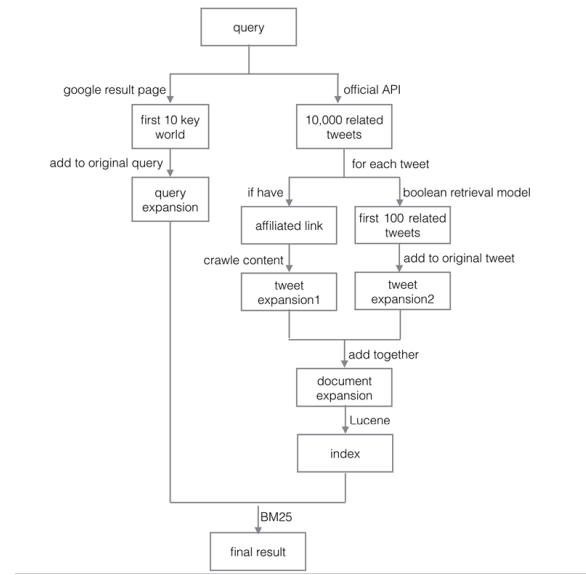 query
google result page
official API
first 10 key
world
10,000 related
tweets
add to original query
for each tweet
query
expansion
if have
boolean retrieval model
affiliated link
first 100 related
tweets
crawle content
add to original tweet
tweet
expansion1
tweet
expansion2
add together
document
expansion
Lucene
index
BM25
final result